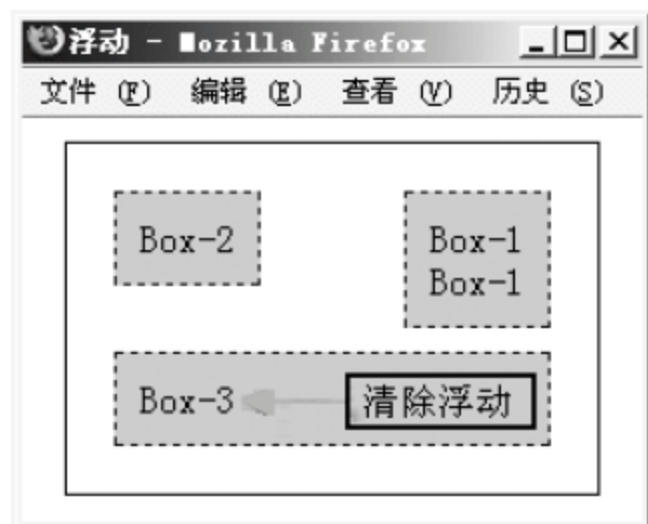 浮动 - Mozilla Firefox
文件 (F) 编辑 (E) 查看 (V) 历史 (S)
Box-2
Box-1
Box-1
Box-3
清除浮动